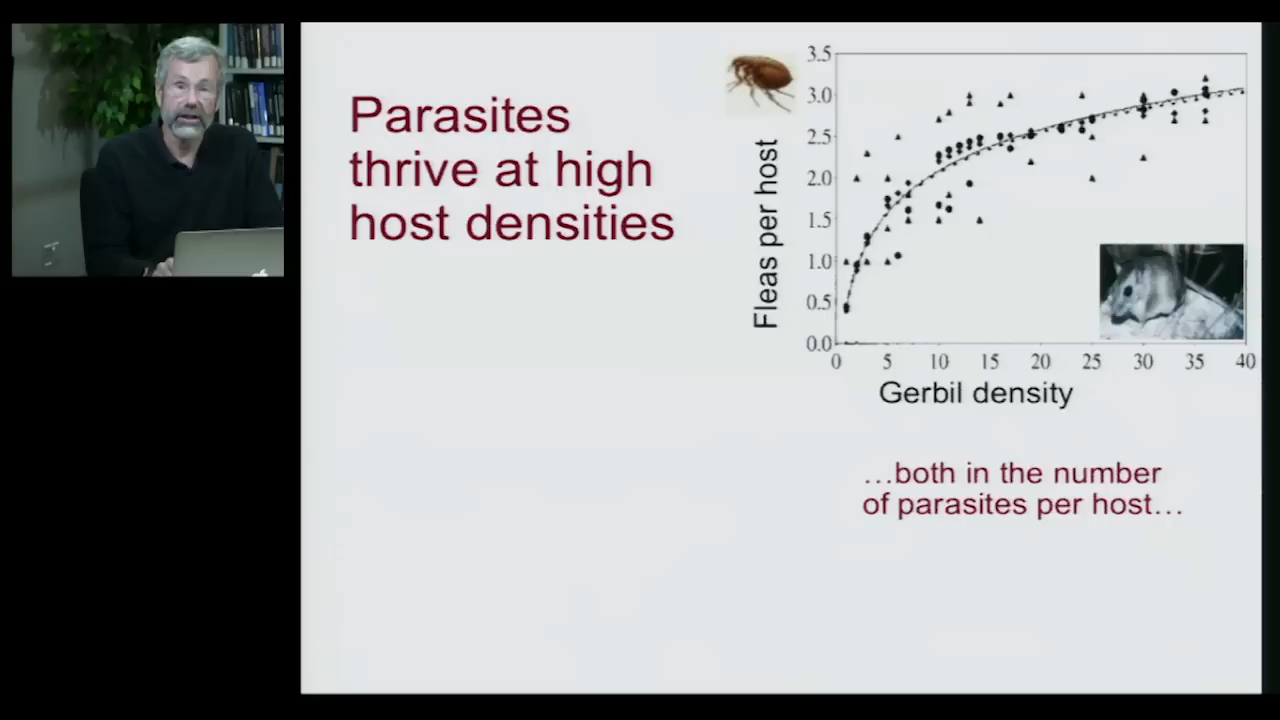 Parasites
thrive at high
host densities
Fleas per host
3.5
3.0
2.5
2.0
1.5
1.0
0.5
0.0
0 5 10 15 20 25 30 35 40
Gerbil density
…both in the number
of parasites per host…